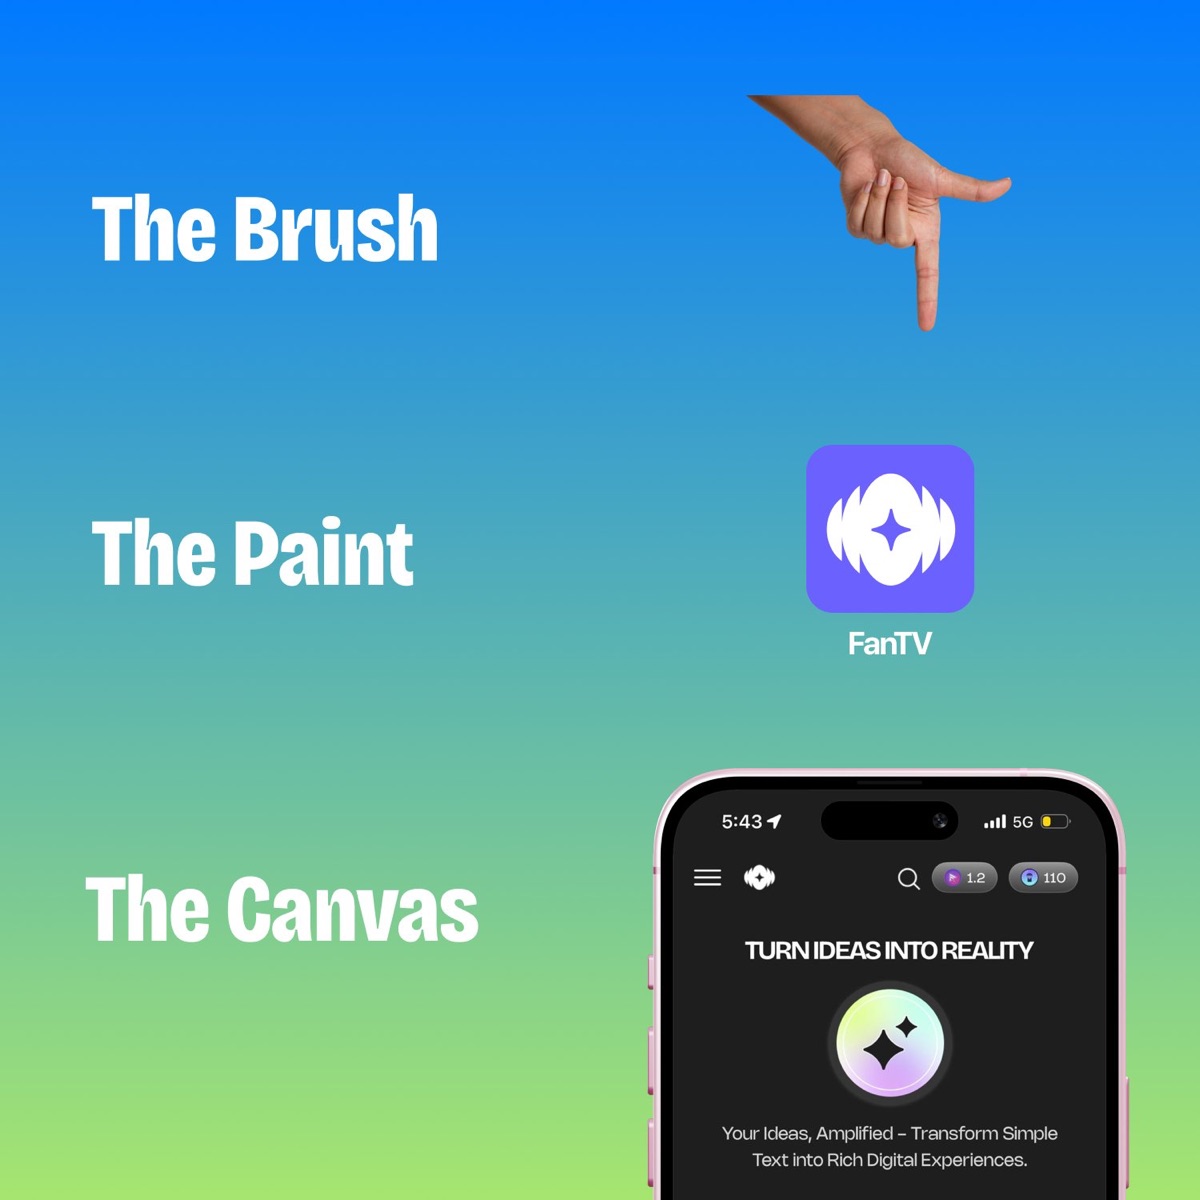 The Brush
The Paint
FanTV
The Canvas
5:43
5G
1.2
110
TURN IDEAS INTO REALITY
Your Ideas, Amplified – Transform Simple
Text into Rich Digital Experiences.